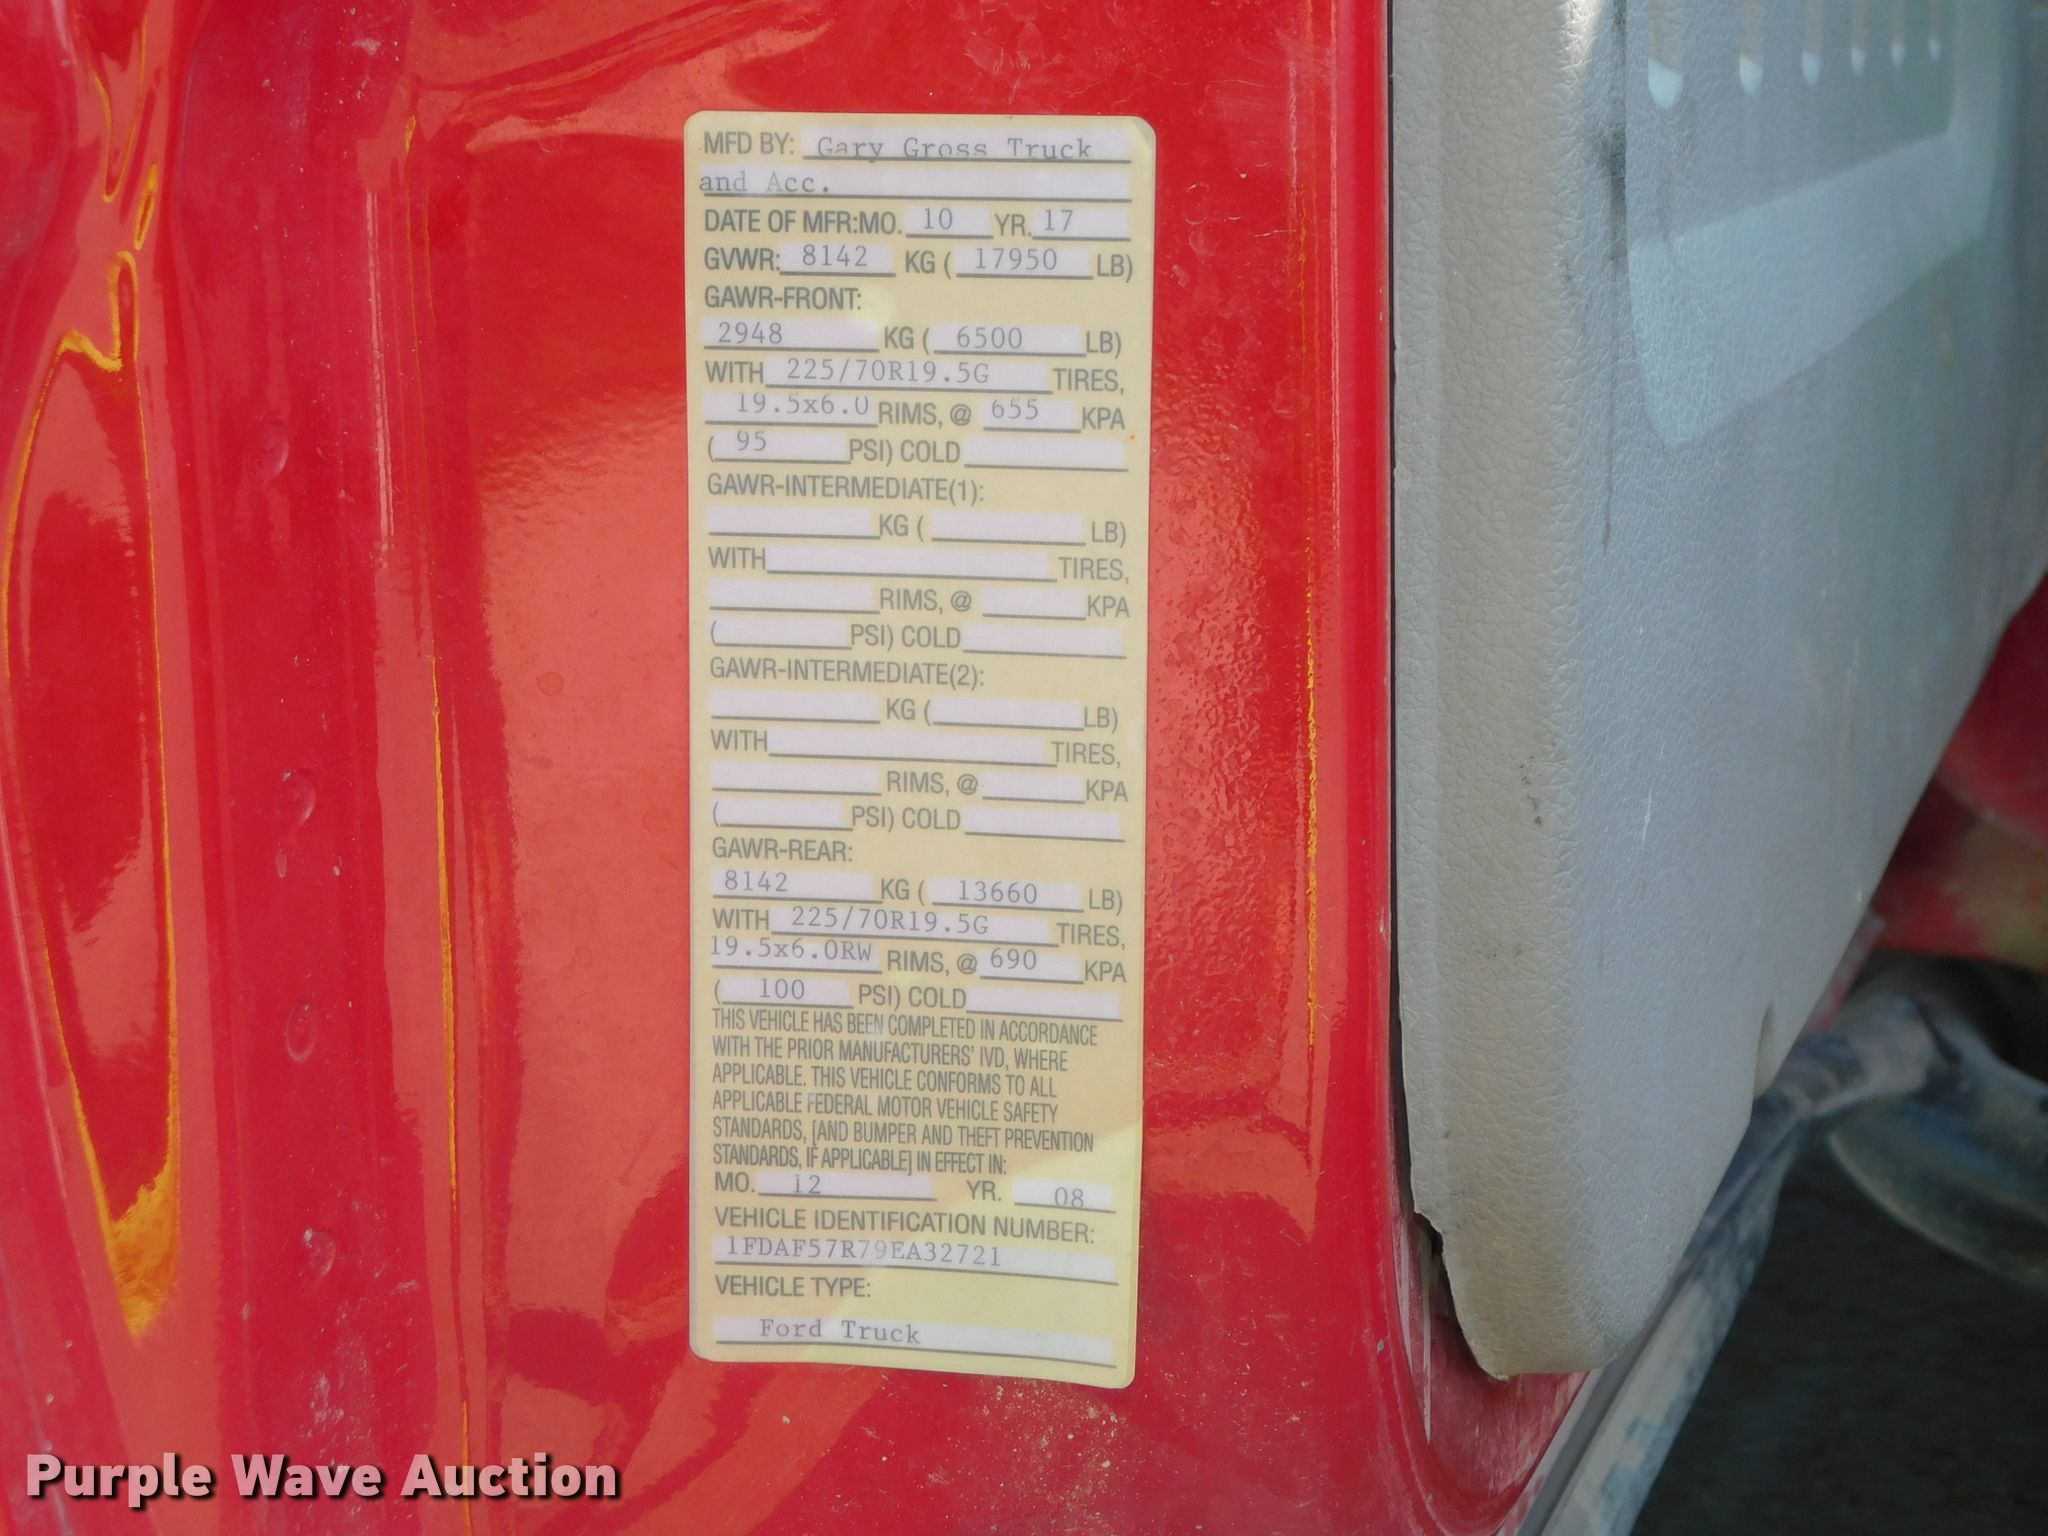 MFD BY: Gary Gross Truck
and Acc.
DATE OF MFR:MO. 10 YR. 17
GVWR: 8142 KG ( 17950 LB)
GAWR-FRONT:
2948 KG ( 6500 LB)
WITH 225/70R19.5G TIRES,
19.5x6.0 RIMS, @ 655 KPA
( 95 PSI) COLD
GAWR-INTERMEDIATE(1):
KG ( LB)
WITH TIRES,
RIMS, @ KPA
( PSI) COLD
GAWR-INTERMEDIATE(2):
KG ( LB)
WITH TIRES,
RIMS, @ KPA
( PSI) COLD
GAWR-REAR:
8142 KG ( 13660 LB)
WITH 225/70R19.5G TIRES,
19.5x6.0RW RIMS, @ 690 KPA
( 100 PSI) COLD
THIS VEHICLE HAS BEEN COMPLETED IN ACCORDANCE
WITH THE PRIOR MANUFACTURERS' IVD, WHERE
APPLICABLE. THIS VEHICLE CONFORMS TO ALL
APPLICABLE FEDERAL MOTOR VEHICLE SAFETY
STANDARDS, [AND BUMPER AND THEFT PREVENTION
STANDARDS, IF APPLICABLE] IN EFFECT IN:
MO. 12 YR. 08
VEHICLE IDENTIFICATION NUMBER:
1FDAF57R79EA32721
VEHICLE TYPE:
Ford Truck
Purple Wave Auction